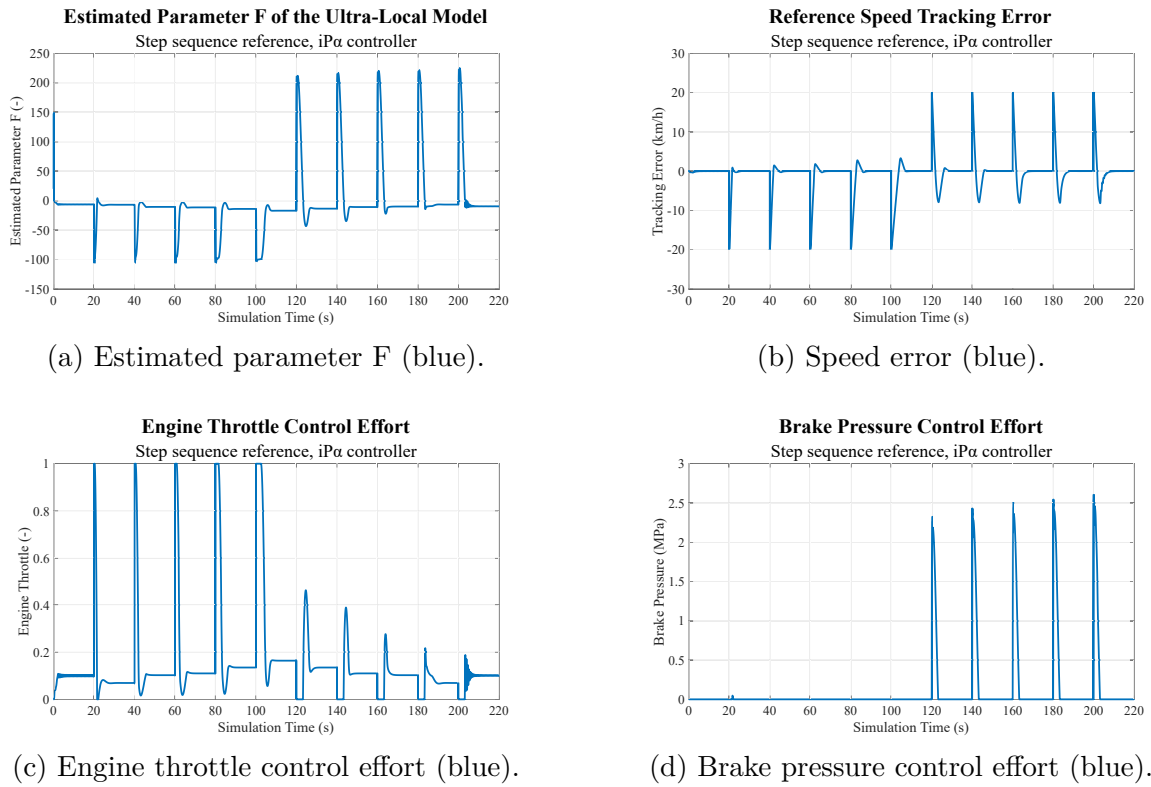 Estimated Parameter F of the Ultra-Local Model
Step sequence reference, iPα controller
250
200
150
100
50
0
-50
-100
-150
Estimated Parameter F (-)
0 20 40 60 80 100 120 140 160 180 200 220
Simulation Time (s)
(a) Estimated parameter F (blue).
Reference Speed Tracking Error
Step sequence reference, iPα controller
30
20
10
0
-10
-20
-30
Tracking Error (km/h)
0 20 40 60 80 100 120 140 160 180 200 220
Simulation Time (s)
(b) Speed error (blue).
Engine Throttle Control Effort
Step sequence reference, iPα controller
1
0.8
0.6
0.4
0.2
0
Engine Throttle (-)
0 20 40 60 80 100 120 140 160 180 200 220
Simulation Time (s)
(c) Engine throttle control effort (blue).
Brake Pressure Control Effort
Step sequence reference, iPα controller
3
2.5
2
1.5
1
0.5
0
Brake Pressure (MPa)
0 20 40 60 80 100 120 140 160 180 200 220
Simulation Time (s)
(d) Brake pressure control effort (blue).